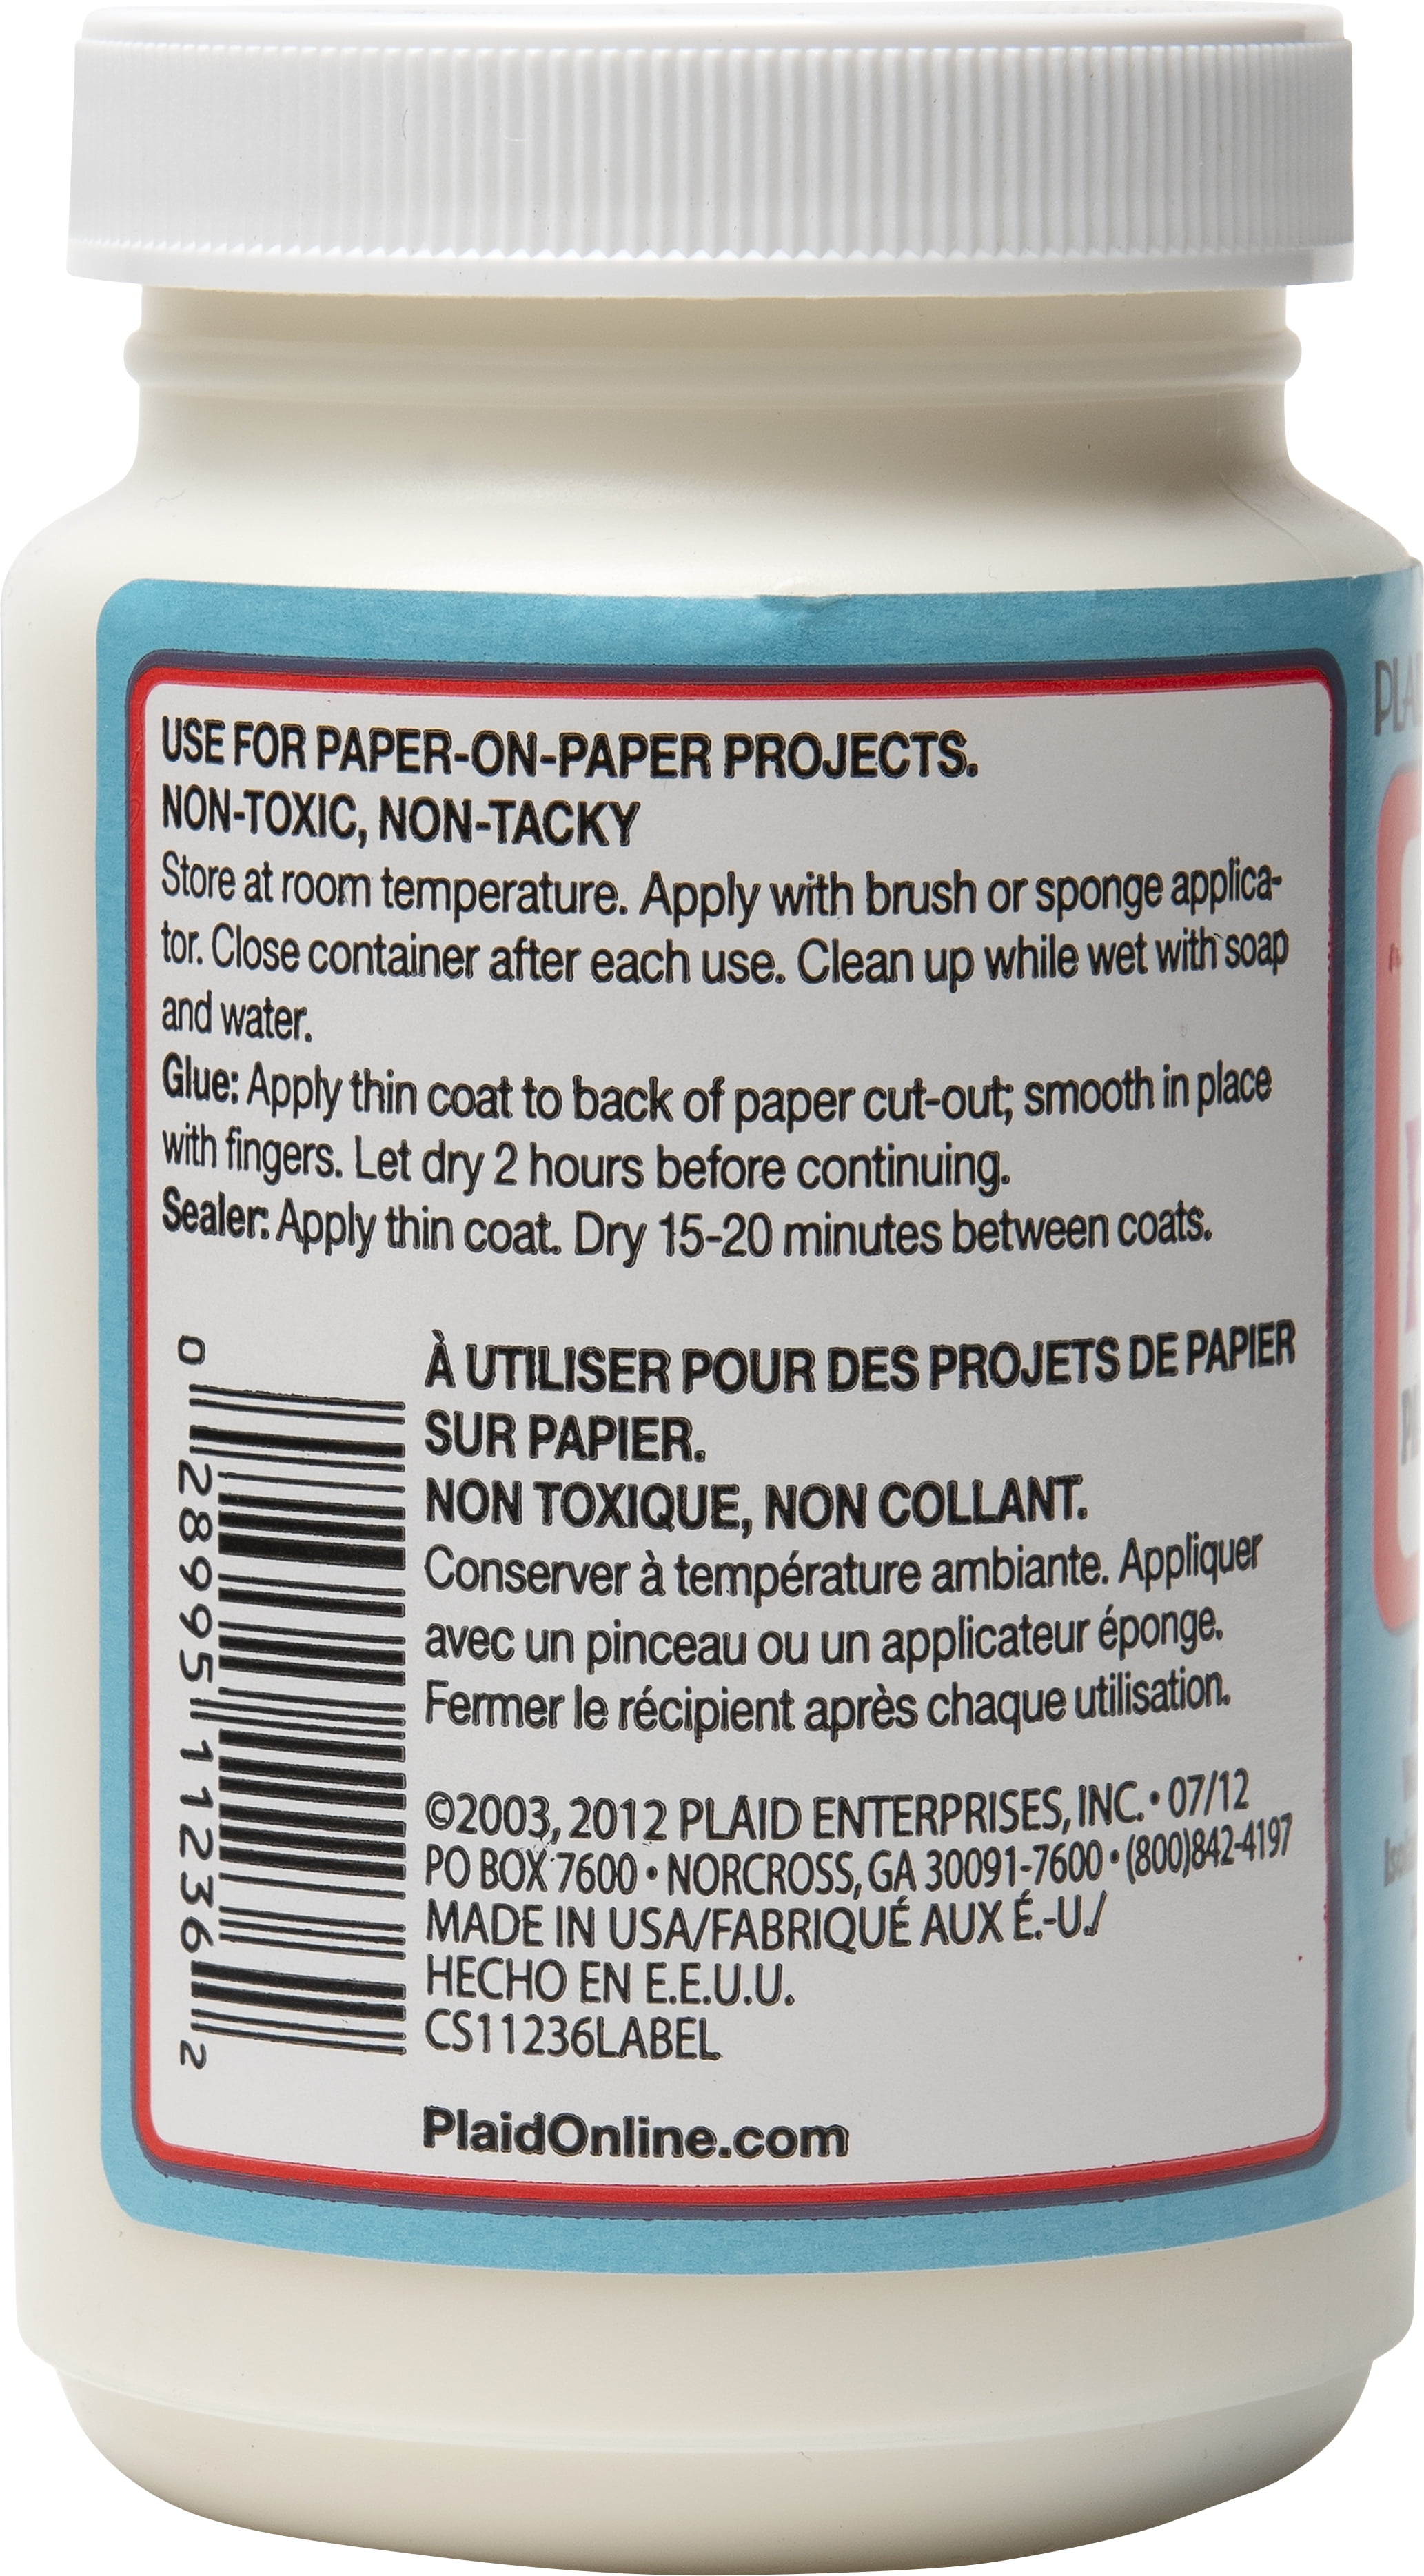 USE FOR PAPER-ON-PAPER PROJECTS.
NON-TOXIC, NON-TACKY
Store at room temperature. Apply with brush or sponge applica-
tor. Close container after each use. Clean up while wet with soap
and water.
Glue: Apply thin coat to back of paper cut-out; smooth in place
with fingers. Let dry 2 hours before continuing.
Sealer: Apply thin coat. Dry 15-20 minutes between coats.
0 28995 11236 2
À UTILISER POUR DES PROJETS DE PAPIER
SUR PAPIER.
NON TOXIQUE, NON COLLANT.
Conserver à température ambiante. Appliquer
avec un pinceau ou un applicateur éponge.
Fermer le récipient après chaque utilisation.
©2003, 2012 PLAID ENTERPRISES, INC. • 07/12
PO BOX 7600 • NORCROSS, GA 30091-7600 • (800)842-4197
MADE IN USA/FABRIQUÉ AUX É.-U./
HECHO EN E.E.U.U.
CS11236LABEL
PlaidOnline.com